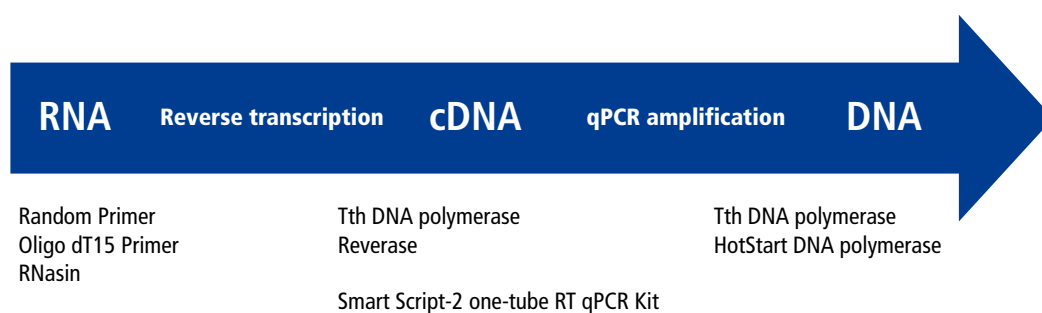 RNA Reverse transcription cDNA qPCR amplification DNA
Random Primer
Oligo dT15 Primer
RNasin
Tth DNA polymerase
Reverase
Smart Script-2 one-tube RT qPCR Kit
Tth DNA polymerase
HotStart DNA polymerase